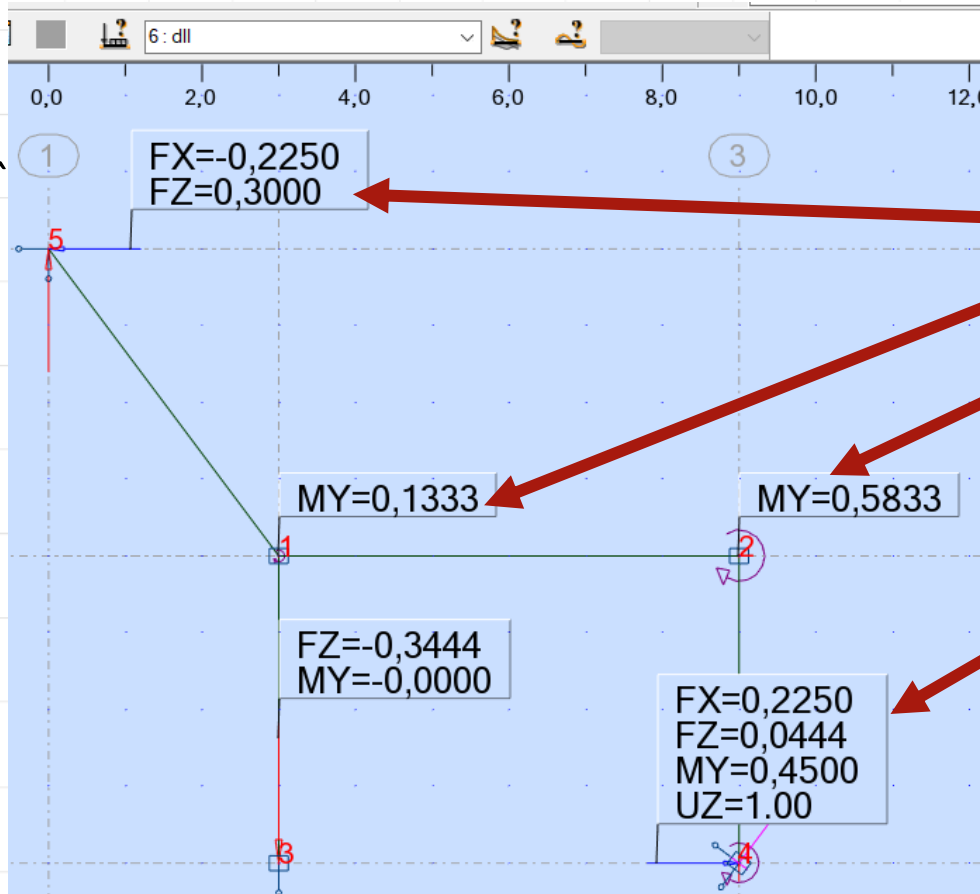 6 : dll
0,0 2,0 4,0 6,0 8,0 10,0 12,
1 3
FX=-0,2250
FZ=0,3000
5
MY=0,1333
MY=0,5833
1 2
FZ=-0,3444
MY=-0,0000
FX=0,2250
FZ=0,0444
MY=0,4500
UZ=1.00
3 4